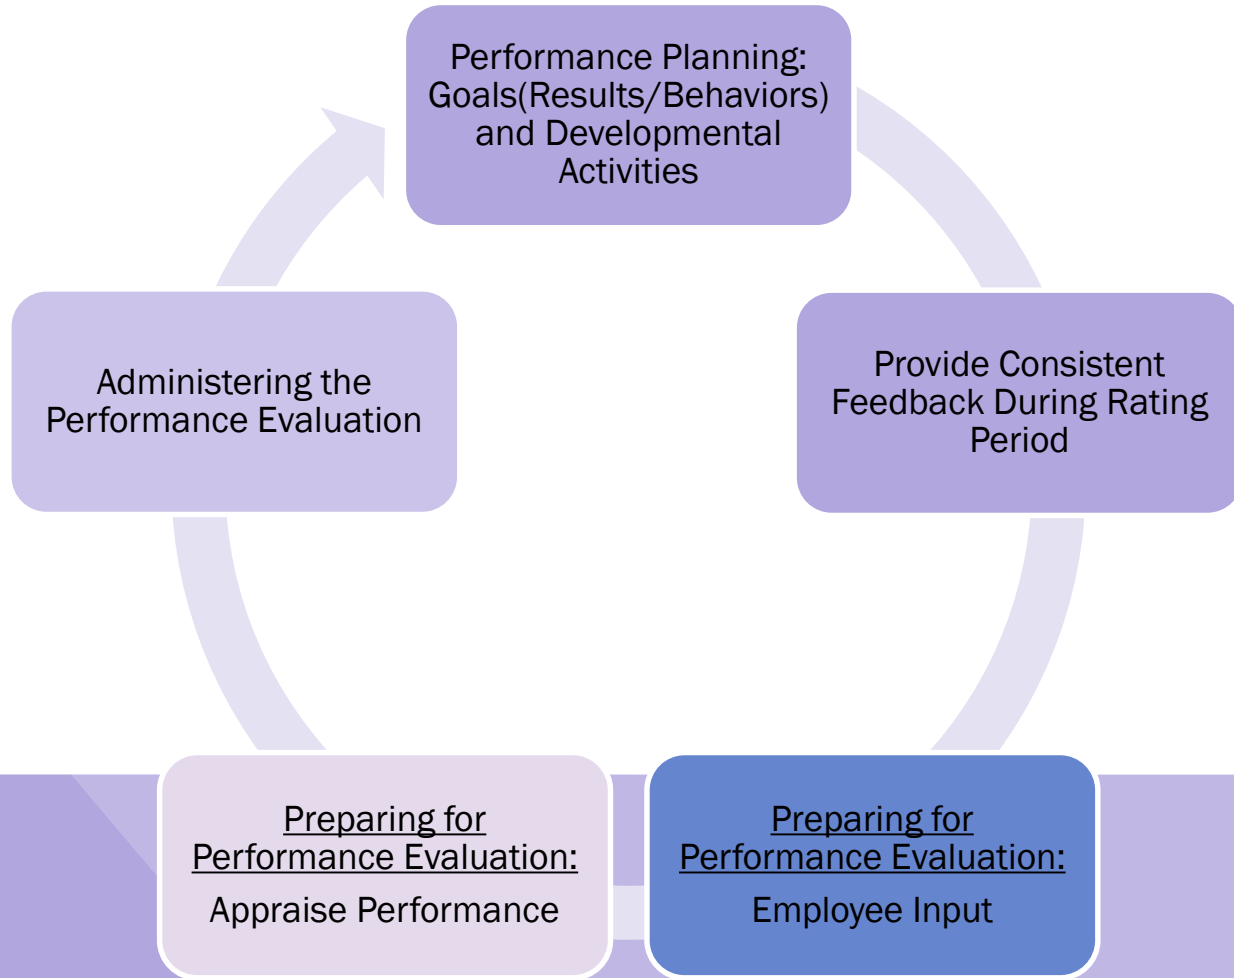 Performance Planning:
Goals(Results/Behaviors)
and Developmental
Activities
Administering the
Performance Evaluation
Provide Consistent
Feedback During Rating
Period
Preparing for
Performance Evaluation:
Appraise Performance
Preparing for
Performance Evaluation:
Employee Input